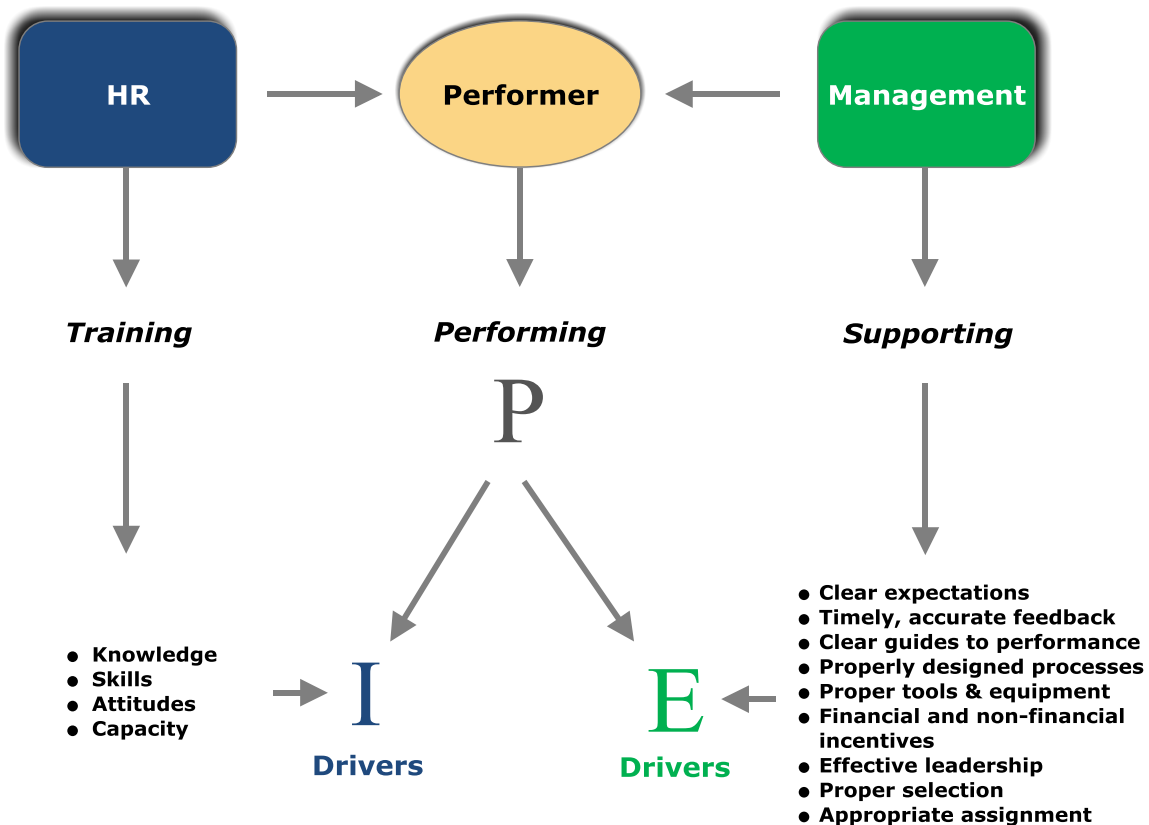 HR
Performer
Management
Training
Performing
Supporting
P
● Knowledge
● Skills
● Attitudes
● Capacity
I
Drivers
E
Drivers
● Clear expectations
● Timely, accurate feedback
● Clear guides to performance
● Properly designed processes
● Proper tools & equipment
● Financial and non-financial
incentives
● Effective leadership
● Proper selection
● Appropriate assignment